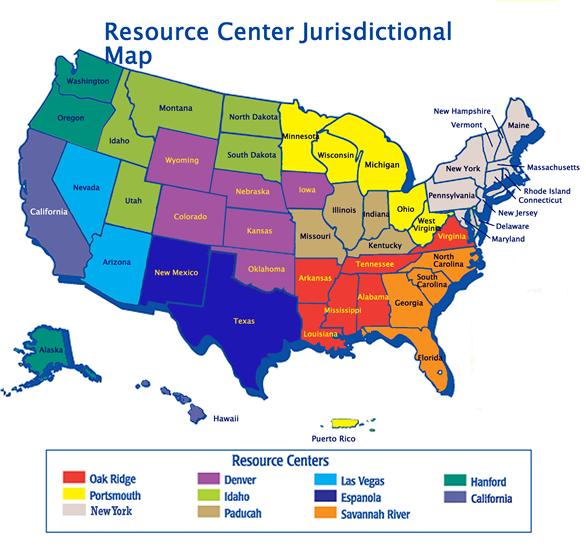 Resource Center Jurisdictional
Map
Washington
Oregon
Idaho
Montana
North Dakota
South Dakota
Minnesota
Wisconsin
Michigan
New Hampshire
Vermont
Maine
New York
Massachusetts
Rhode Island
Connecticut
Pennsylvania
New Jersey
Delaware
Maryland
Wyoming
Nebraska
Iowa
Nevada
Utah
Colorado
Kansas
California
Illinois
Indiana
Ohio
West
Virginia
Virginia
Missouri
Kentucky
Arizona
New Mexico
Oklahoma
Arkansas
Tennessee
North
Carolina
South
Carolina
Texas
Mississippi
Alabama
Georgia
Louisiana
Florida
Alaska
Hawaii
Puerto Rico
Resource Centers
Oak Ridge
Portsmouth
New York
Denver
Idaho
Paducah
Las Vegas
Espanola
Savannah River
Hanford
California